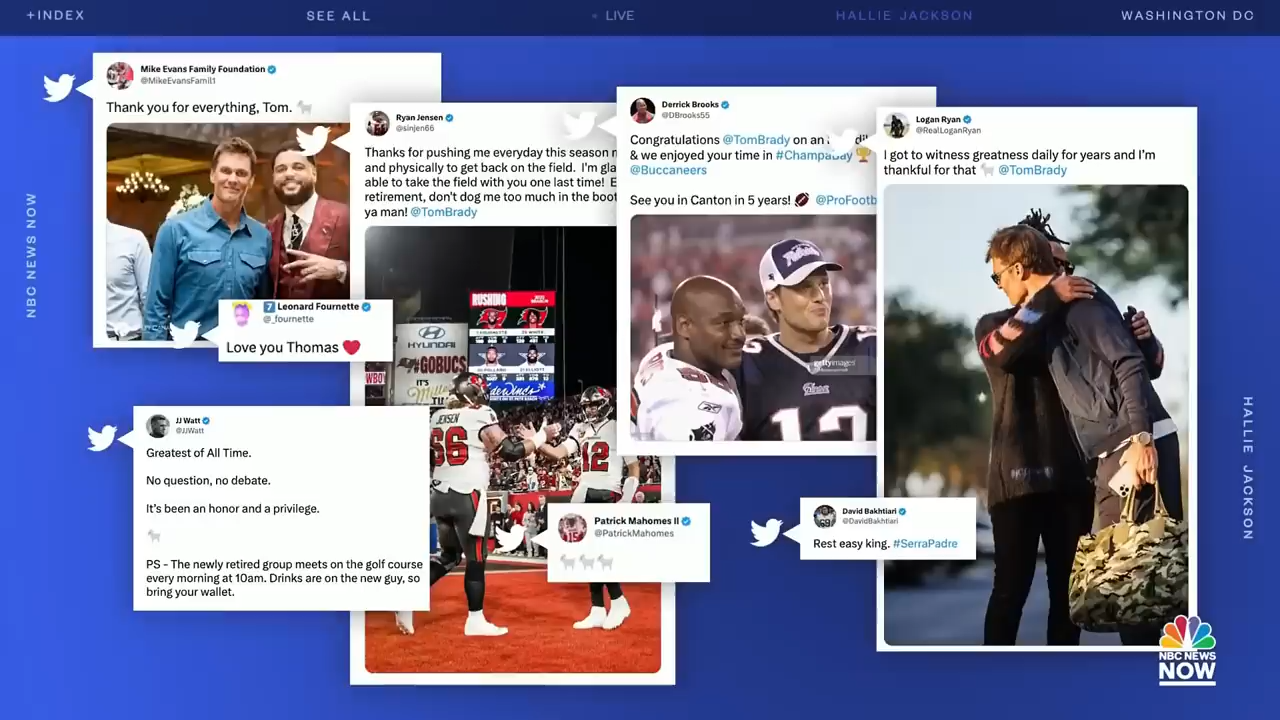 +INDEX
SEE ALL
LIVE
HALLIE JACKSON
WASHINGTON DC
NBC NEWS NOW
Mike Evans Family Foundation
@MikeEvansFamil1
Thank you for everything, Tom. 🐐
7 Leonard Fournette
@_fournette
Love you Thomas ❤️
Ryan Jensen
@sinjen66
Thanks for pushing me everyday this season
and physically to get back on the field. I'm
able to take the field with you one last time!
retirement, don't dog me too much in the
ya man! @TomBrady
RUSHING
HYUNDAI
#GOBUCS
IT'S
JENSEN
66
12
Derrick Brooks
@DBrooks55
Congratulations @TomBrady on an
& we enjoyed your time in #ChampaBay 🏆
@Buccaneers
See you in Canton in 5 years! 🏈
gettyimages
12
Logan Ryan
@RealLoganRyan
I got to witness greatness daily for years and I'm
thankful for that 🐐 @TomBrady
JJ Watt
@JJWatt
Greatest of All Time.
No question, no debate.
It's been an honor and a privilege.
🐐
PS - The newly retired group meets on the golf course
every morning at 10am. Drinks are on the new guy, so
bring your wallet.
Patrick Mahomes II
@PatrickMahomes
🐐🐐🐐
David Bakhtiari
@DavidBakhtiari
Rest easy king. #SerraPadre
HALLIE JACKSON
NBC NEWS
NOW